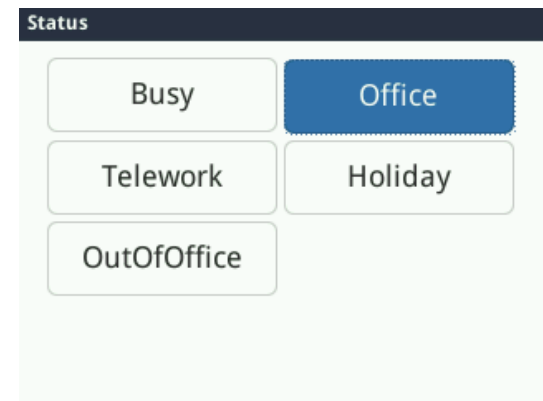 Status
Busy
Office
Telework
Holiday
OutOfOffice